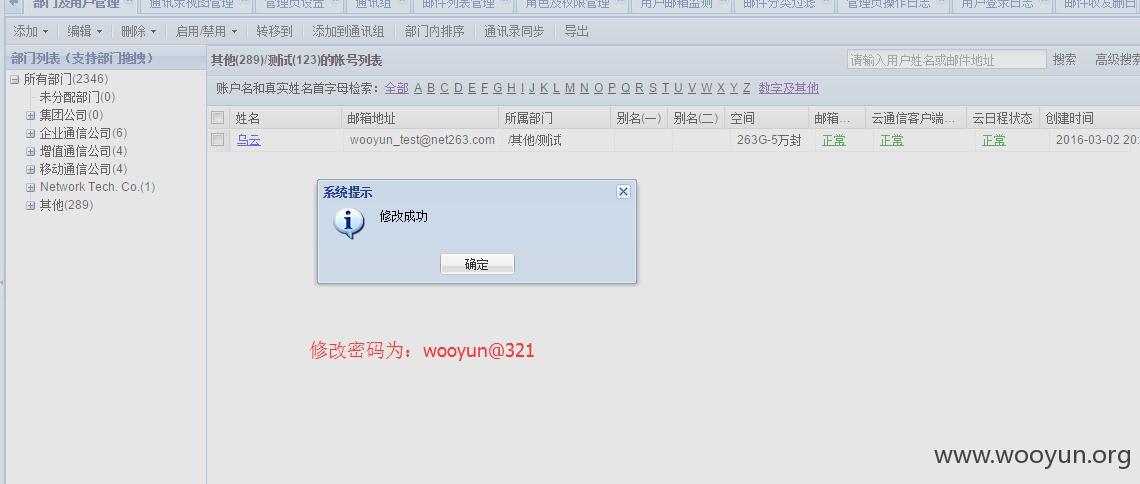 部门及用户管理 通讯录视图管理 管理员设置 通讯组 邮件列表管理 角色及权限管理 用户邮箱监测 邮件分类过滤 管理员操作日志 用户登录日志 邮件收发删日
添加 编辑 删除 启用/禁用 转移到 添加到通讯组 部门内排序 通讯录同步 导出
部门列表（支持部门拖拽）
所有部门(2346)
未分配部门(0)
集团公司(0)
企业通信公司(6)
增值通信公司(4)
移动通信公司(4)
Network Tech. Co.(1)
其他(289)
其他(289)/测试(123)的帐号列表
请输入用户姓名或邮件地址 搜索 高级搜索
账户名和真实姓名首字母检索：全部 A B C D E F G H I J K L M N O P Q R S T U V W X Y Z 数字及其他
姓名 邮箱地址 所属部门 别名(一) 别名(二) 空间 邮箱... 云通信客户端... 云日程状态 创建时间
乌云 wooyun_test@net263.com /其他/测试 263G-5万封 正常 正常 正常 2016-03-02 20:
系统提示
修改成功
确定
修改密码为：wooyun@321
www.wooyun.org